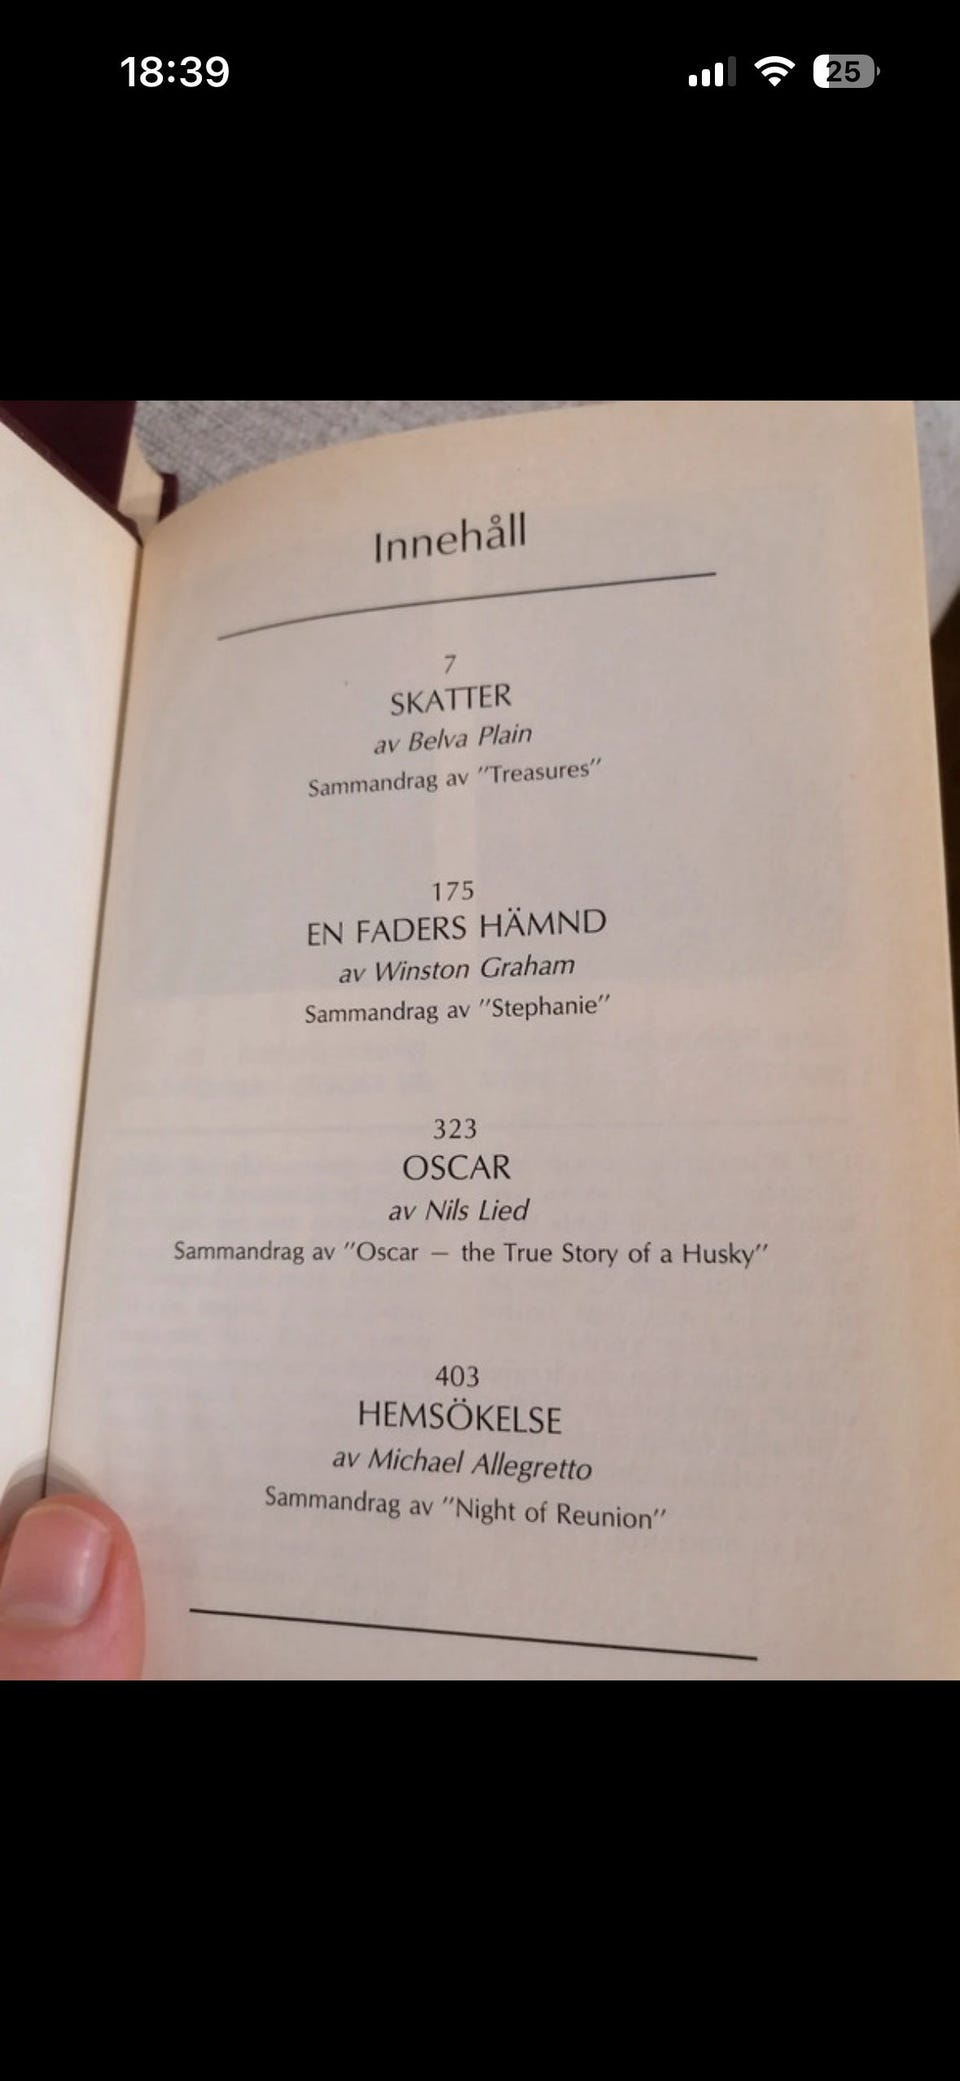 18:39
25
Innehåll
7
SKATTER
av Belva Plain
Sammandrag av ”Treasures”
175
EN FADERS HÄMND
av Winston Graham
Sammandrag av ”Stephanie”
323
OSCAR
av Nils Lied
Sammandrag av ”Oscar — the True Story of a Husky”
403
HEMSÖKELSE
av Michael Allegretto
Sammandrag av ”Night of Reunion”